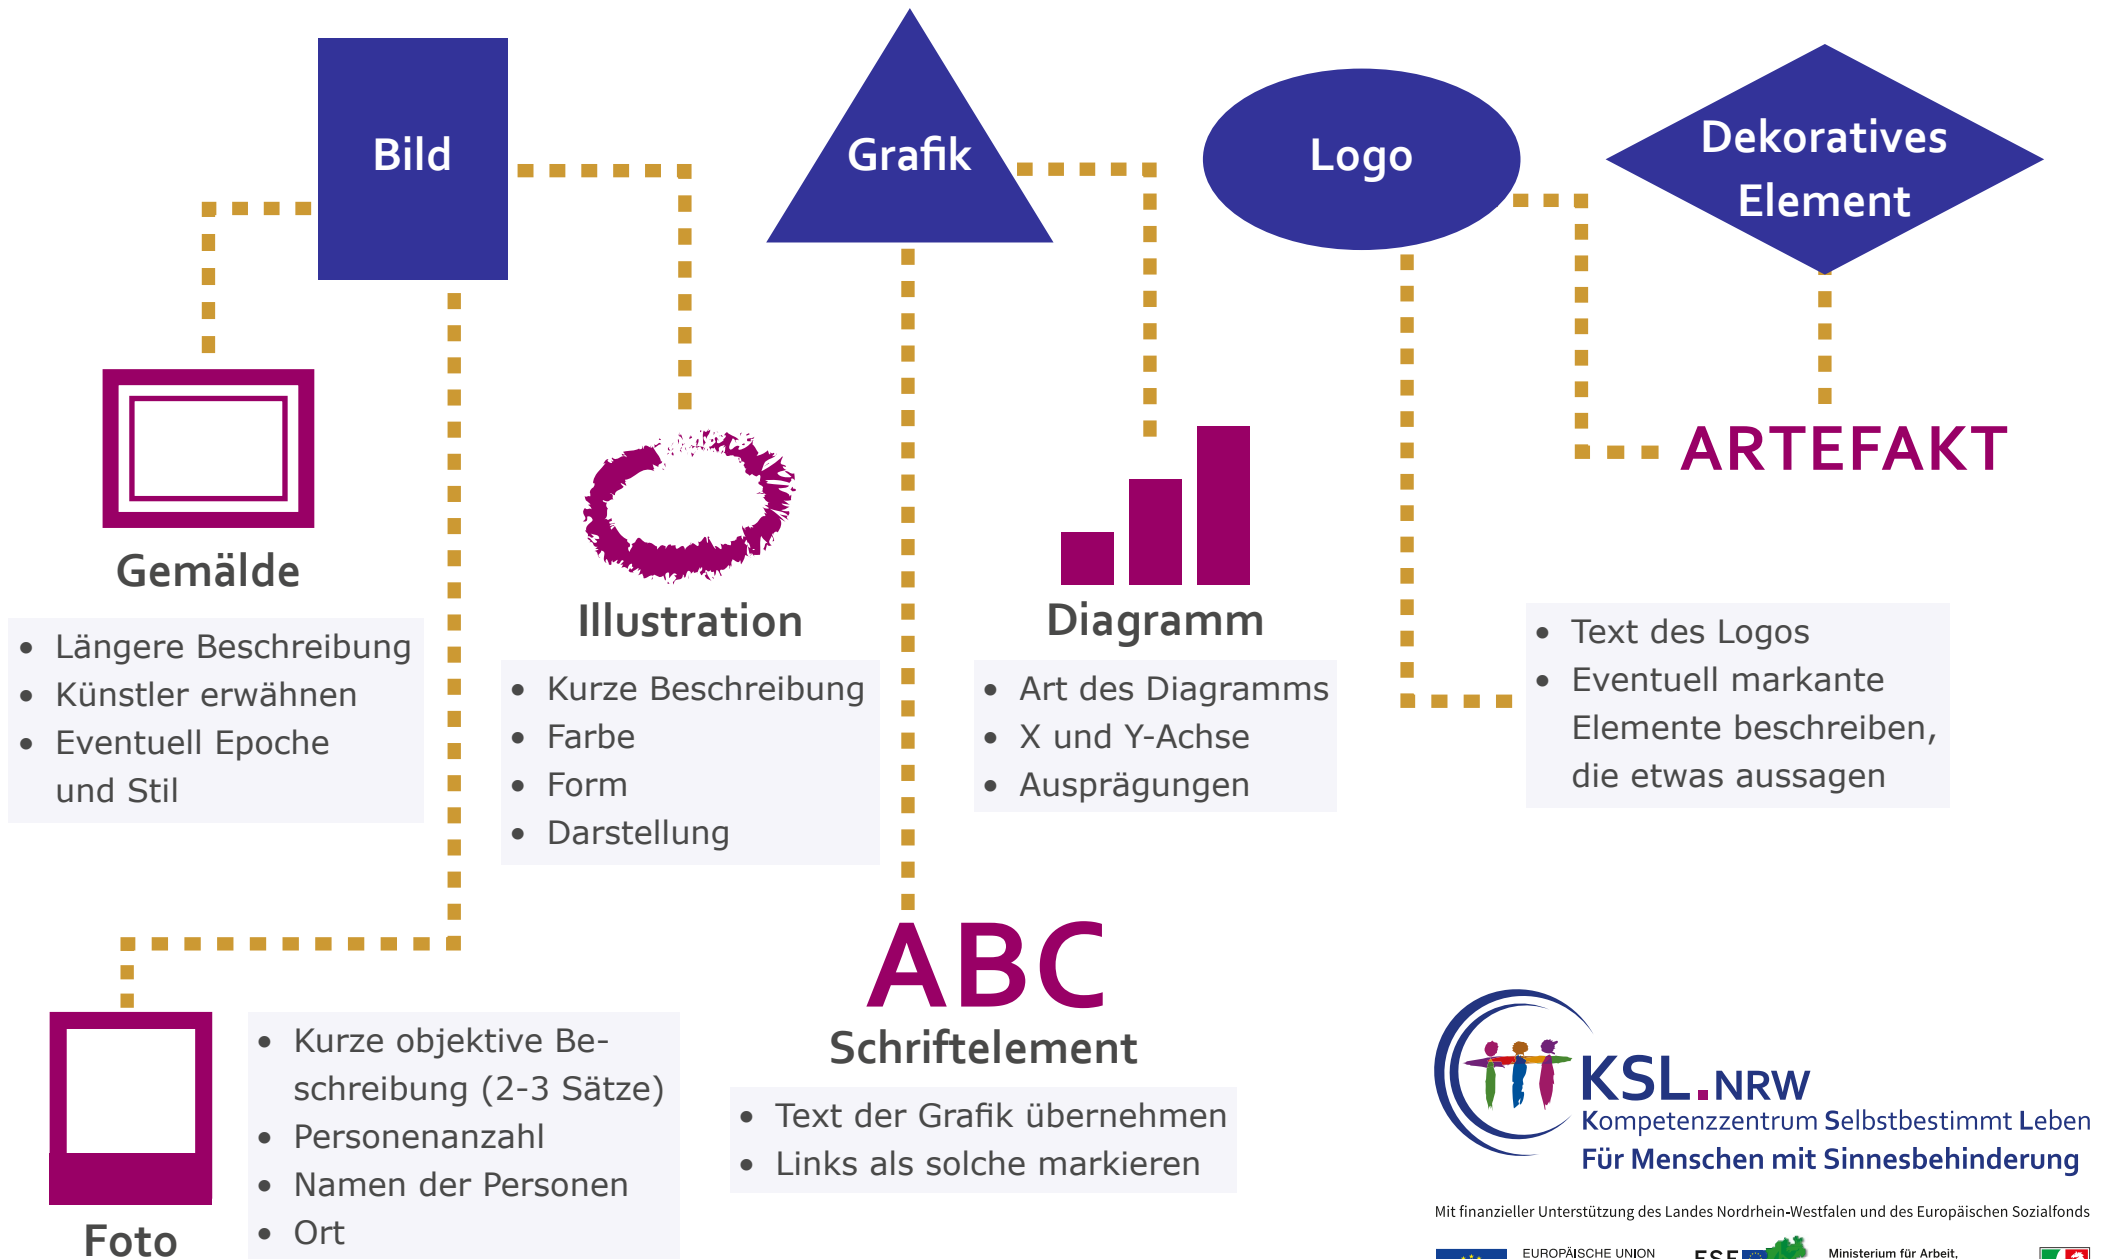 Bild
Grafik
Logo
Dekoratives
Element
ARTEFAKT
Gemälde
• Längere Beschreibung
• Künstler erwähnen
• Eventuell Epoche
und Stil
Illustration
• Kurze Beschreibung
• Farbe
• Form
• Darstellung
Diagramm
• Art des Diagramms
• X und Y-Achse
• Ausprägungen
• Text des Logos
• Eventuell markante
Elemente beschreiben,
die etwas aussagen
Foto
• Kurze objektive Be-
schreibung (2-3 Sätze)
• Personenanzahl
• Namen der Personen
• Ort
ABC
Schriftelement
• Text der Grafik übernehmen
• Links als solche markieren
KSL.NRW
Kompetenzzentrum Selbstbestimmt Leben
Für Menschen mit Sinnesbehinderung
Mit finanzieller Unterstützung des Landes Nordrhein-Westfalen und des Europäischen Sozialfonds
EUROPÄISCHE UNION
ESF
Ministerium für Arbeit,